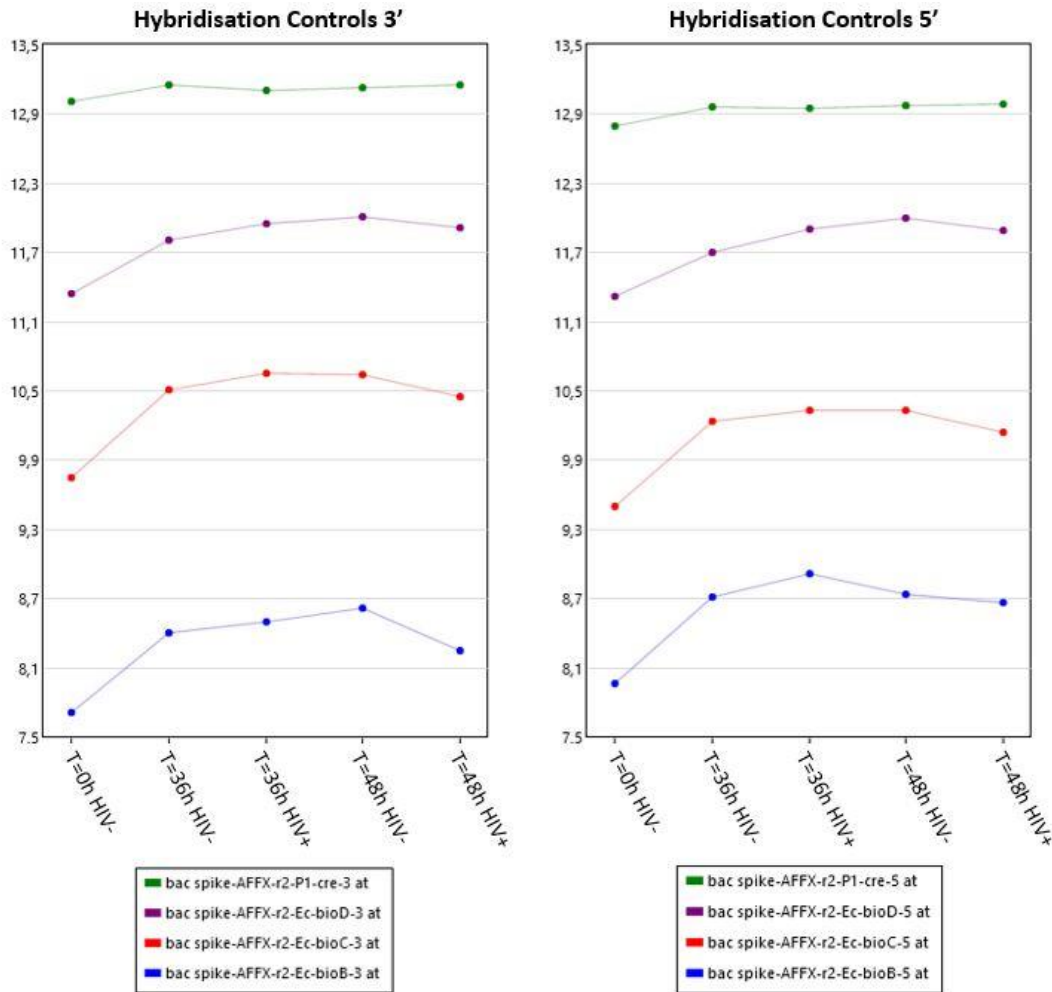 Hybridisation Controls 3’
13,5
12,9
12,3
11,7
11,1
10,5
9,9
9,3
8,7
8,1
7.5
T=0h HIV-
T=36h HIV-
T=36h HIV+
T=48h HIV-
T=48h HIV+
bac spike-AFFX-r2-P1-cre-3 at
bac spike-AFFX-r2-Ec-bioD-3 at
bac spike-AFFX-r2-Ec-bioC-3 at
bac spike-AFFX-r2-Ec-bioB-3 at
Hybridisation Controls 5’
13,5
12,9
12,3
11,7
11,1
10,5
9,9
9,3
8,7
8,1
7.5
T=0h HIV-
T=36h HIV-
T=36h HIV+
T=48h HIV-
T=48h HIV+
bac spike-AFFX-r2-P1-cre-5 at
bac spike-AFFX-r2-Ec-bioD-5 at
bac spike-AFFX-r2-Ec-bioC-5 at
bac spike-AFFX-r2-Ec-bioB-5 at